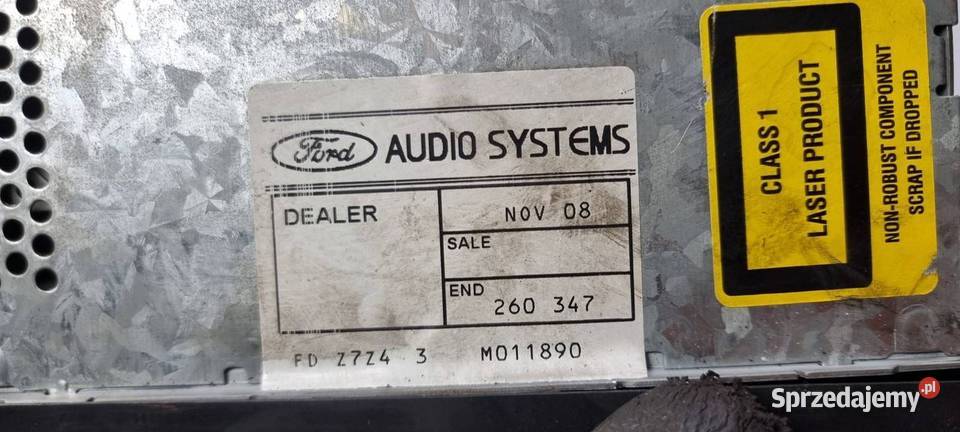 Ford AUDIO SYSTEMS
DEALER
NOV 08
SALE
END
260 347
FD Z7Z4 3 M011890
CLASS 1
LASER PRODUCT
NON-ROBUST COMPONENT
SCRAP IF DROPPED
Sprzedajemy.pl